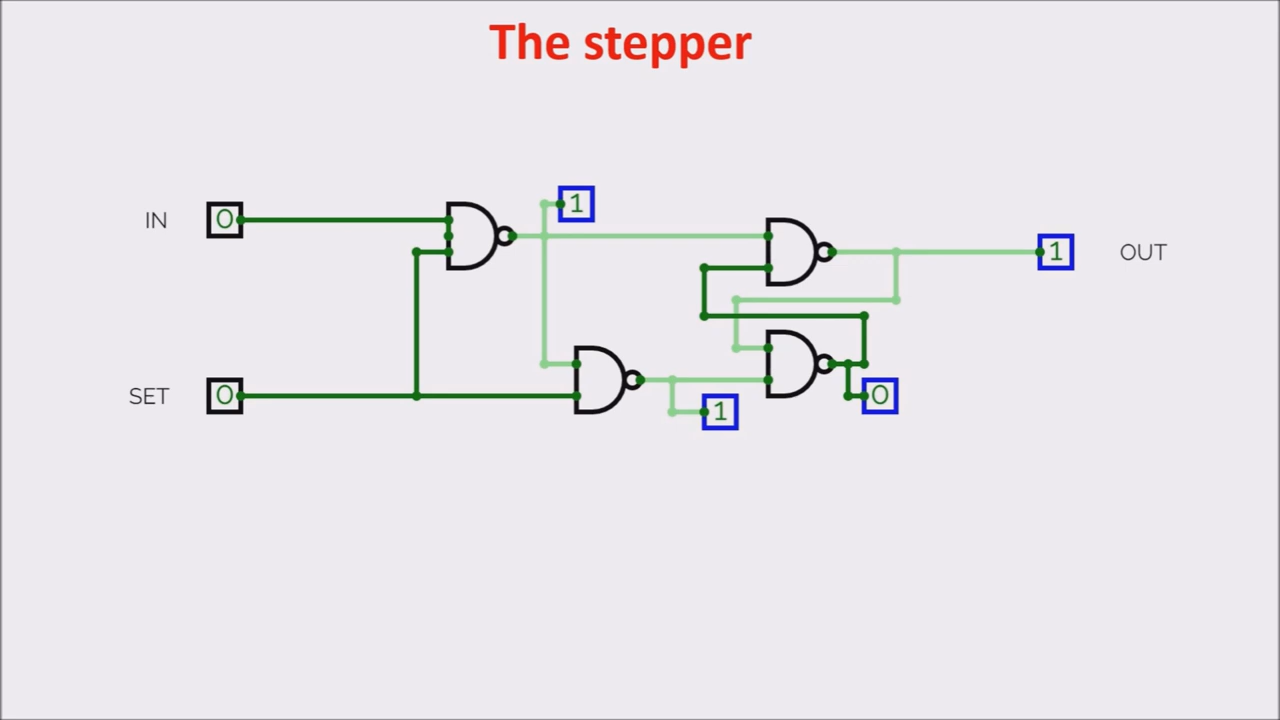 The stepper
1
IN 0
1 OUT
SET 0
1
0